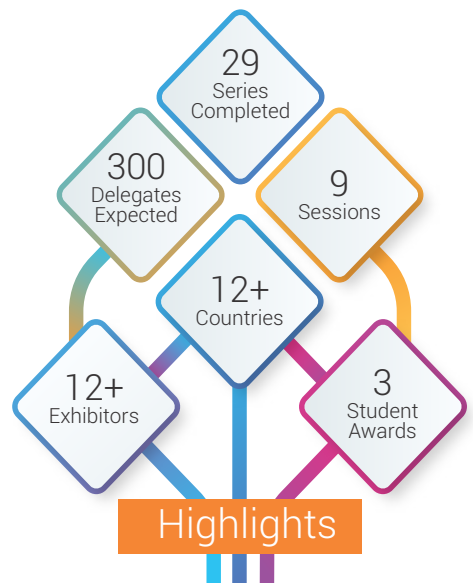 29
Series
Completed
300
Delegates
Expected
9
Sessions
12+
Countries
12+
Exhibitors
3
Student
Awards
Highlights